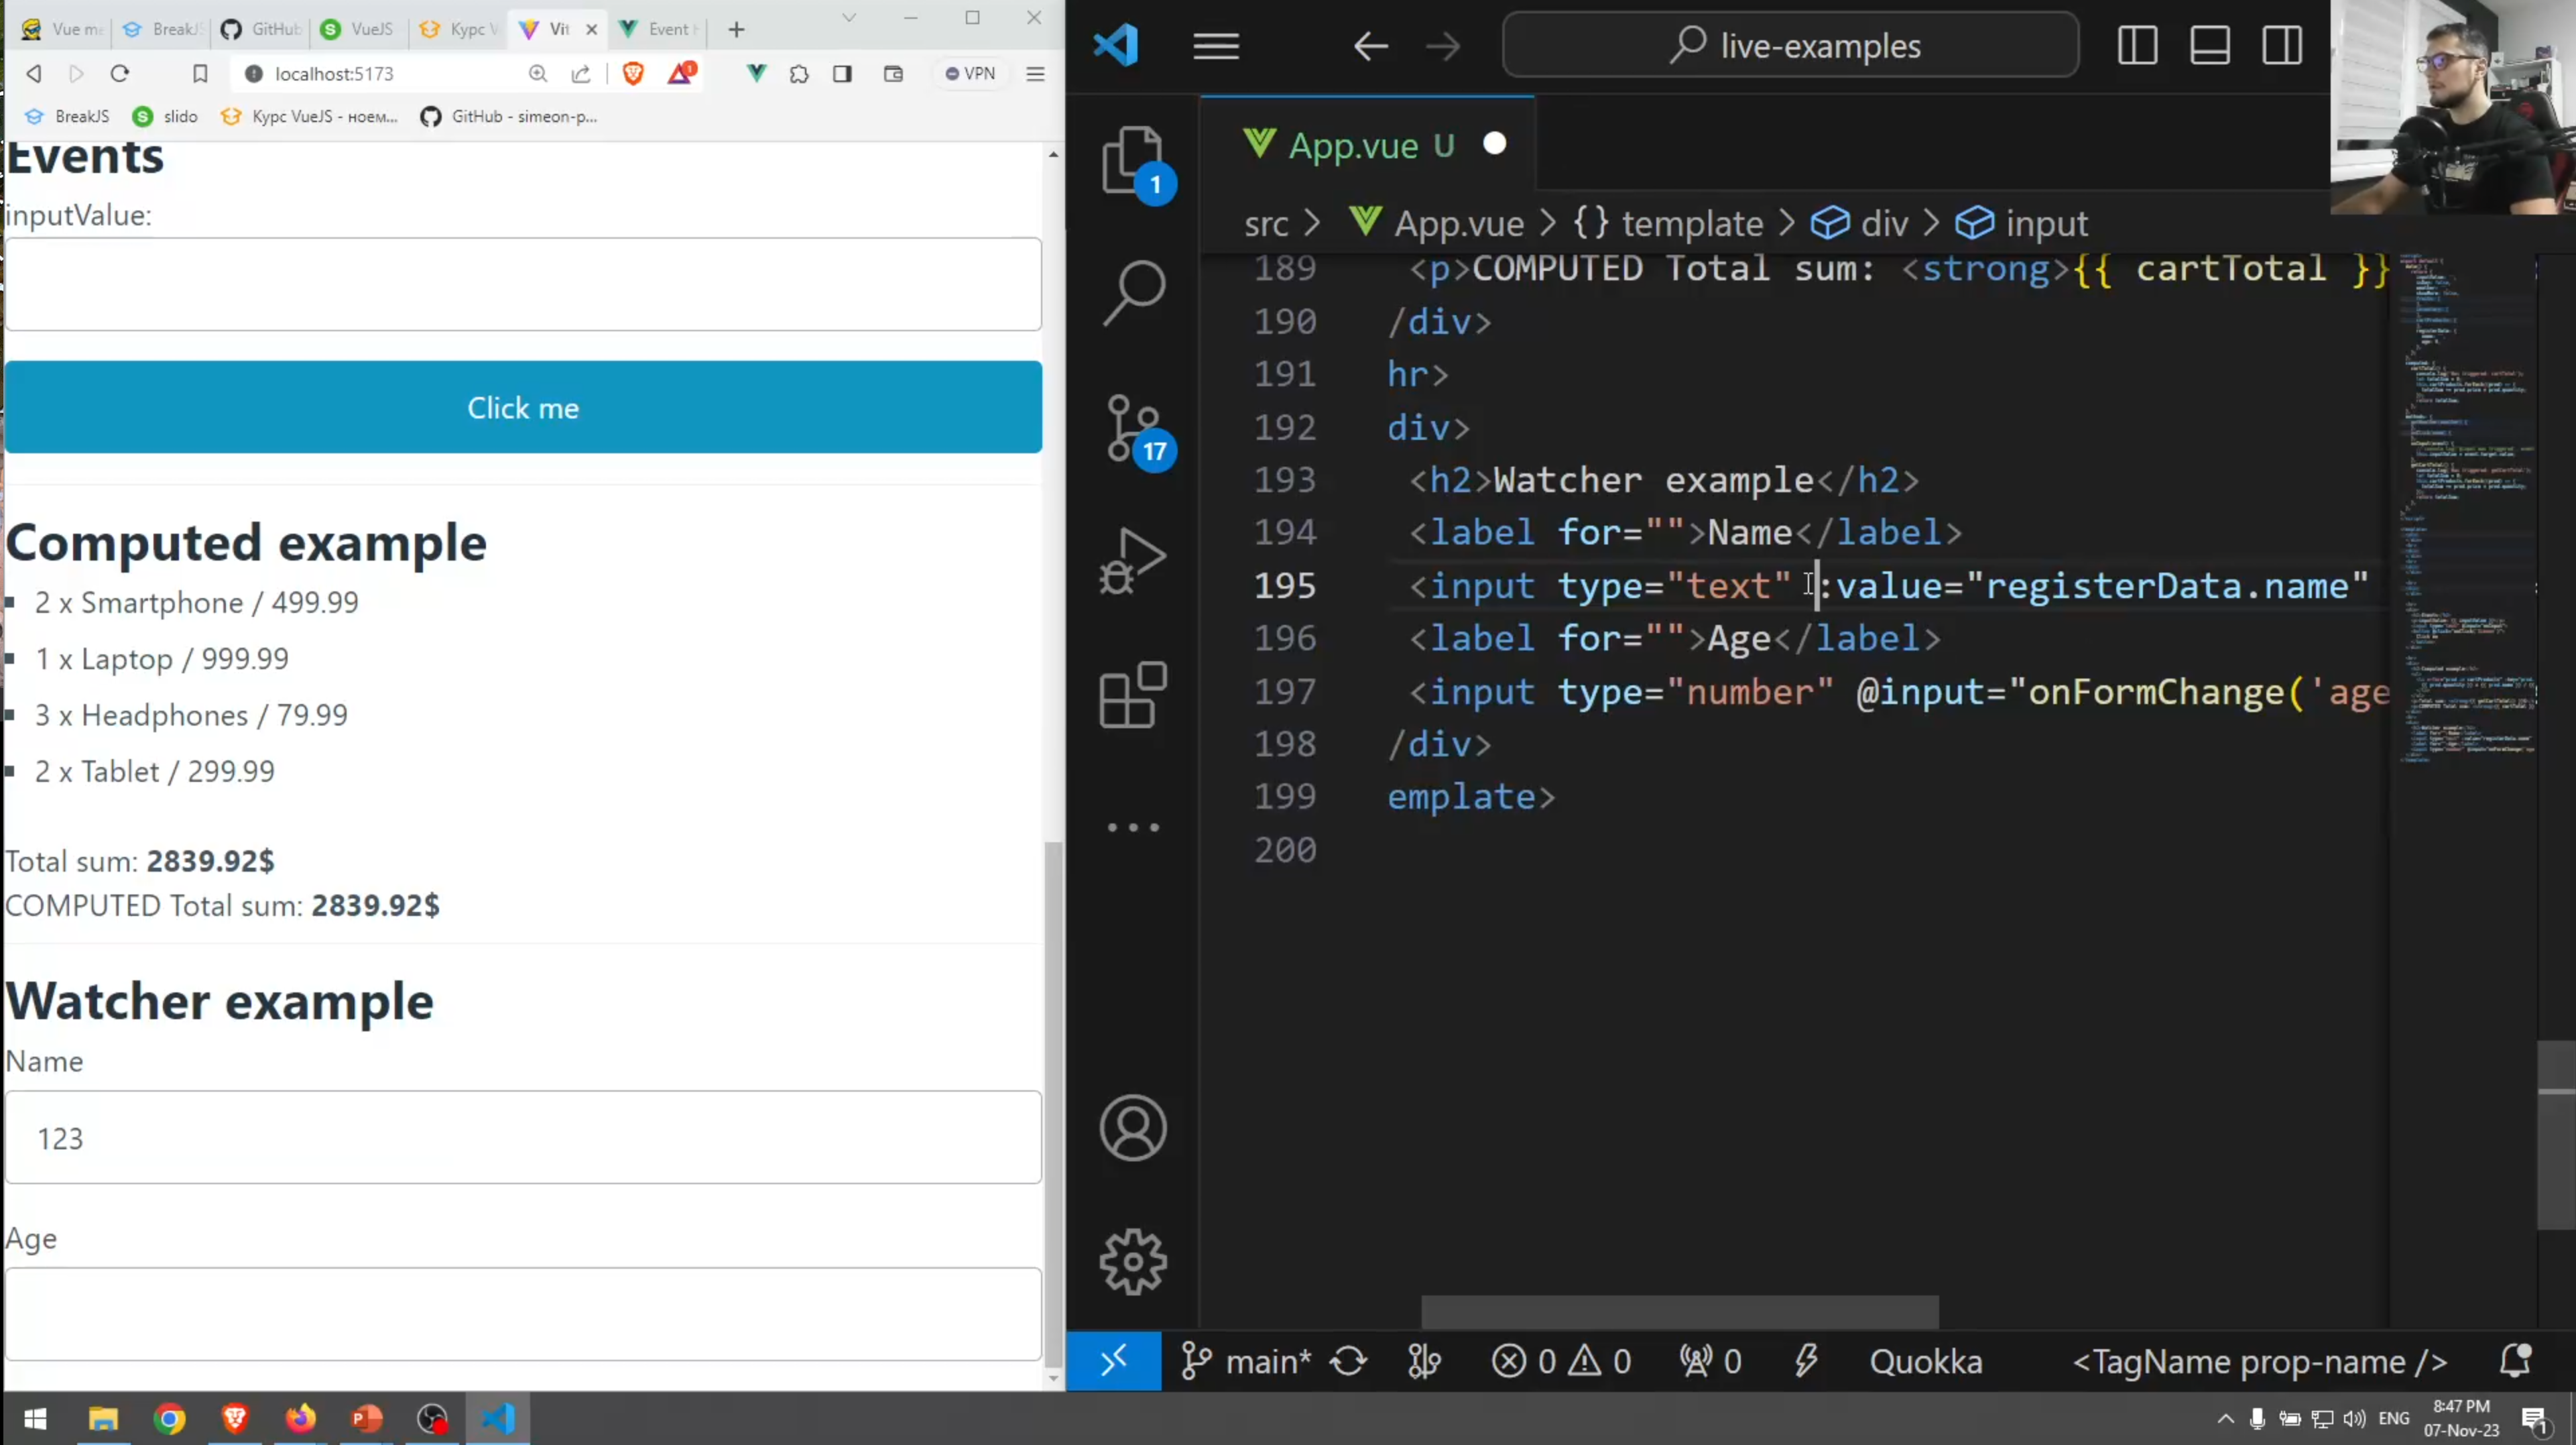 Vue me
BreakJS
GitHub
VueJS
Курс V
Vit
Event H
localhost:5173
VPN
BreakJS
slido
Курс VueJS - ноем...
GitHub - simeon-p...
Events
inputValue:
Click me
Computed example
2 x Smartphone / 499.99
1 x Laptop / 999.99
3 x Headphones / 79.99
2 x Tablet / 299.99
Total sum: 2839.92$
COMPUTED Total sum: 2839.92$
Watcher example
Name
123
Age
live-examples
1
17
App.vue U
src > App.vue > {} template > div > input
189 <p>COMPUTED Total sum: <strong>{{ cartTotal }}
190 /div>
191 hr>
192 div>
193 <h2>Watcher example</h2>
194 <label for="">Name</label>
195 <input type="text" :value="registerData.name"
196 <label for="">Age</label>
197 <input type="number" @input="onFormChange('age
198 /div>
199 emplate>
200
main* 0 0 0 Quokka <TagName prop-name />
ENG
8:47 PM
07-Nov-23
1